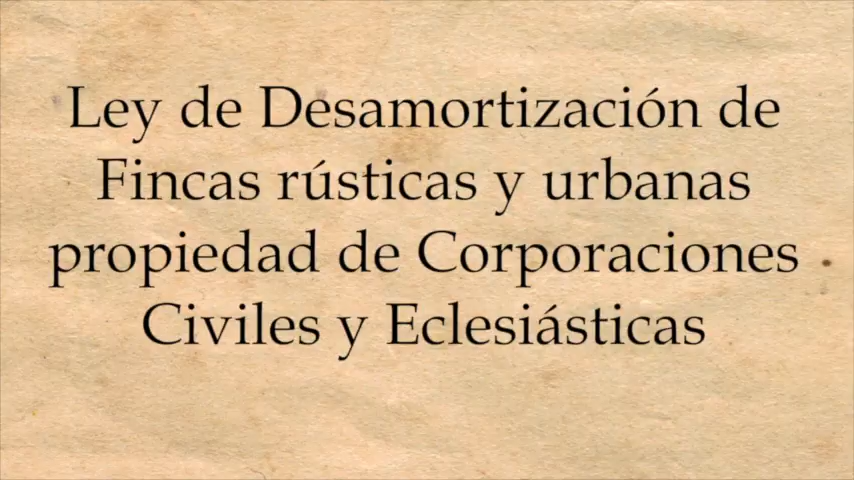 Ley de Desamortización de
Fincas rústicas y urbanas
propiedad de Corporaciones
Civiles y Eclesiásticas